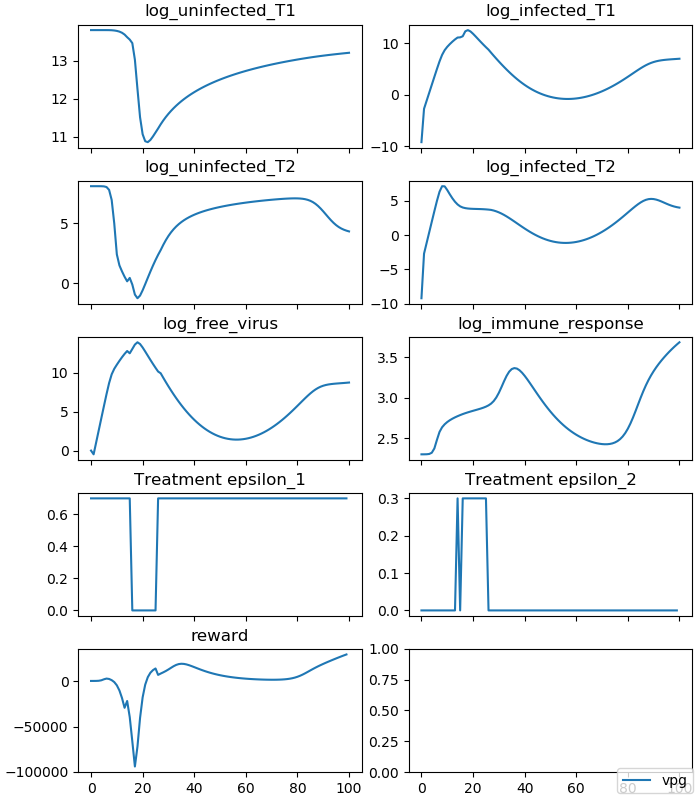 log_uninfected_T1
log_infected_T1
13
12
11
10
0
−10
log_uninfected_T2
log_infected_T2
5
0
5
0
−5
−10
log_free_virus
log_immune_response
10
5
0
3.5
3.0
2.5
Treatment epsilon_1
Treatment epsilon_2
0.6
0.4
0.2
0.0
0.3
0.2
0.1
0.0
reward
0
−50000
−100000
1.00
0.75
0.50
0.25
0.00
0 20 40 60 80 100
0 20 40 60 80 100
vpg